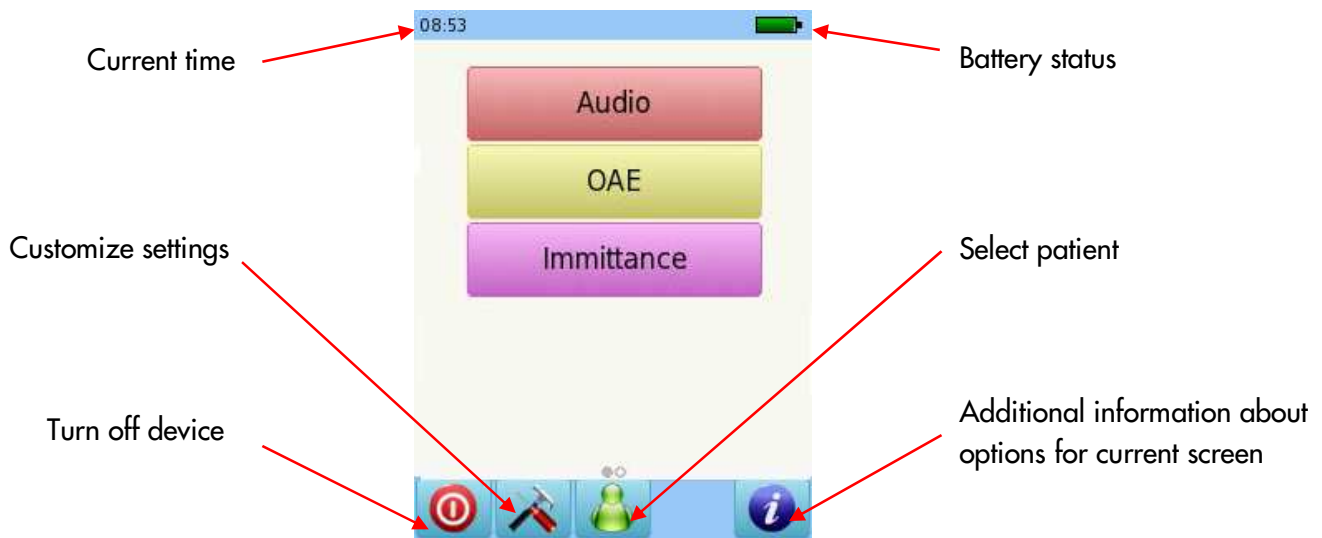 08:53
Current time
Battery status
Audio
OAE
Immittance
Customize settings
Select patient
Turn off device
Additional information about
options for current screen
i